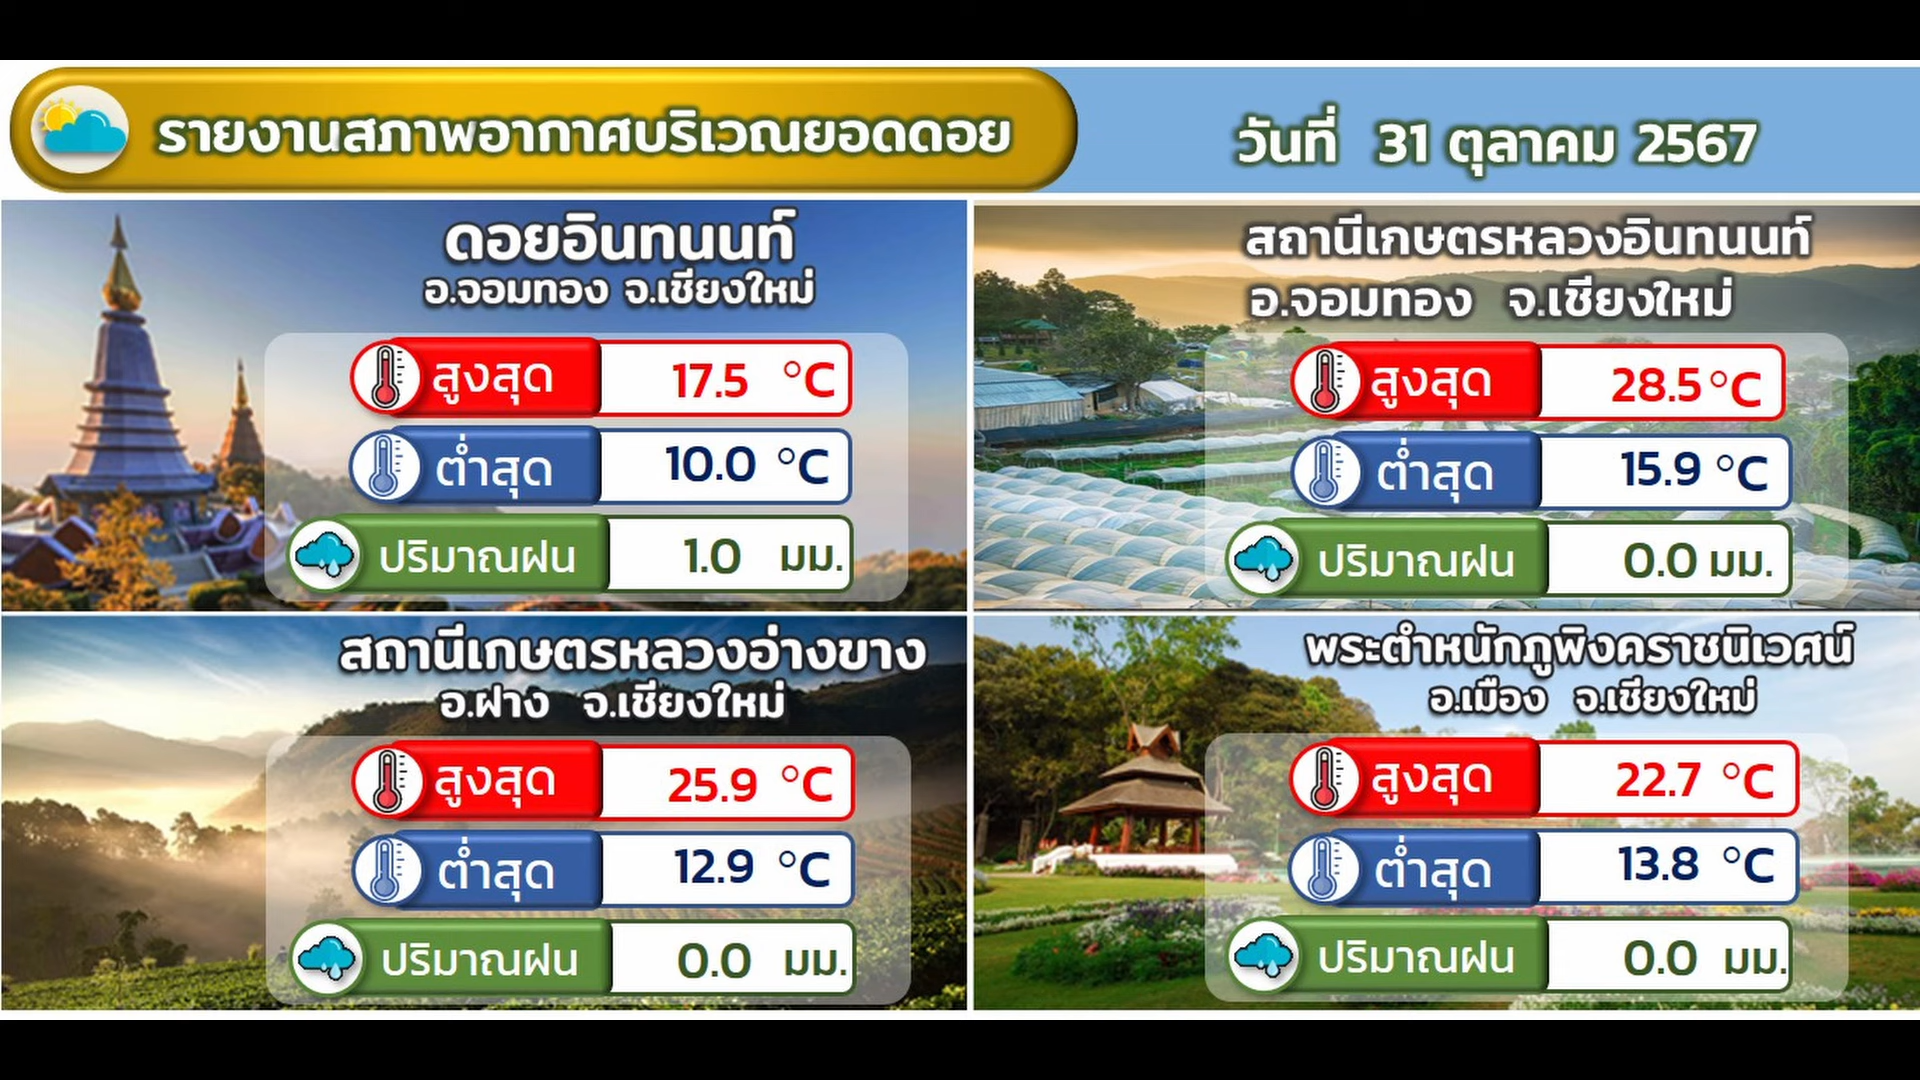 รายงานสภาพอากาศบริเวณยอดดอย
วันที่ 31 ตุลาคม 2567
ดอยอินทนนท์
อ.จอมทอง จ.เชียงใหม่
สูงสุด 17.5 °C
ต่ำสุด 10.0 °C
ปริมาณฝน 1.0 มม.
สถานีเกษตรหลวงอินทนนท์
อ.จอมทอง จ.เชียงใหม่
สูงสุด 28.5 °C
ต่ำสุด 15.9 °C
ปริมาณฝน 0.0 มม.
สถานีเกษตรหลวงอ่างขาง
อ.ฝาง จ.เชียงใหม่
สูงสุด 25.9 °C
ต่ำสุด 12.9 °C
ปริมาณฝน 0.0 มม.
พระตำหนักภูพิงคราชนิเวศน์
อ.เมือง จ.เชียงใหม่
สูงสุด 22.7 °C
ต่ำสุด 13.8 °C
ปริมาณฝน 0.0 มม.